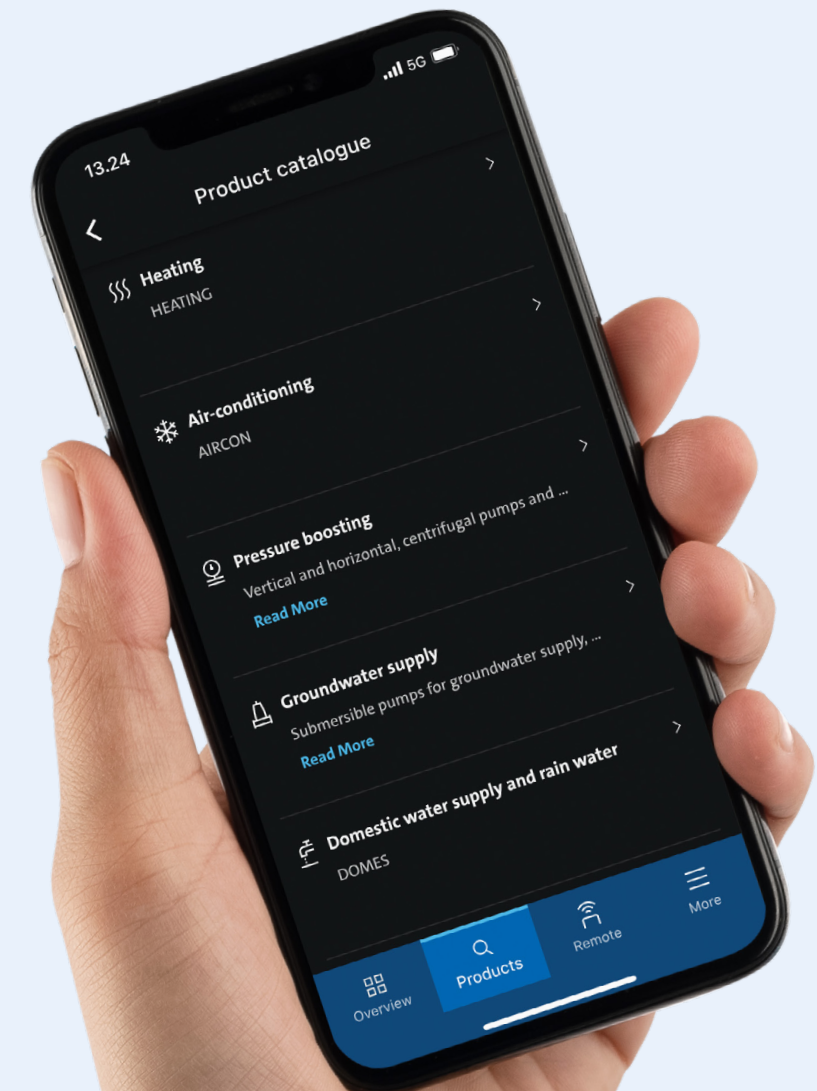 13.24
5G
Product catalogue
Heating
HEATING
Air-conditioning
AIRCON
Pressure boosting
Vertical and horizontal, centrifugal pumps and ...
Read More
Groundwater supply
Submersible pumps for groundwater supply, ...
Read More
Domestic water supply and rain water
DOMES
Overview
Products
Remote
More